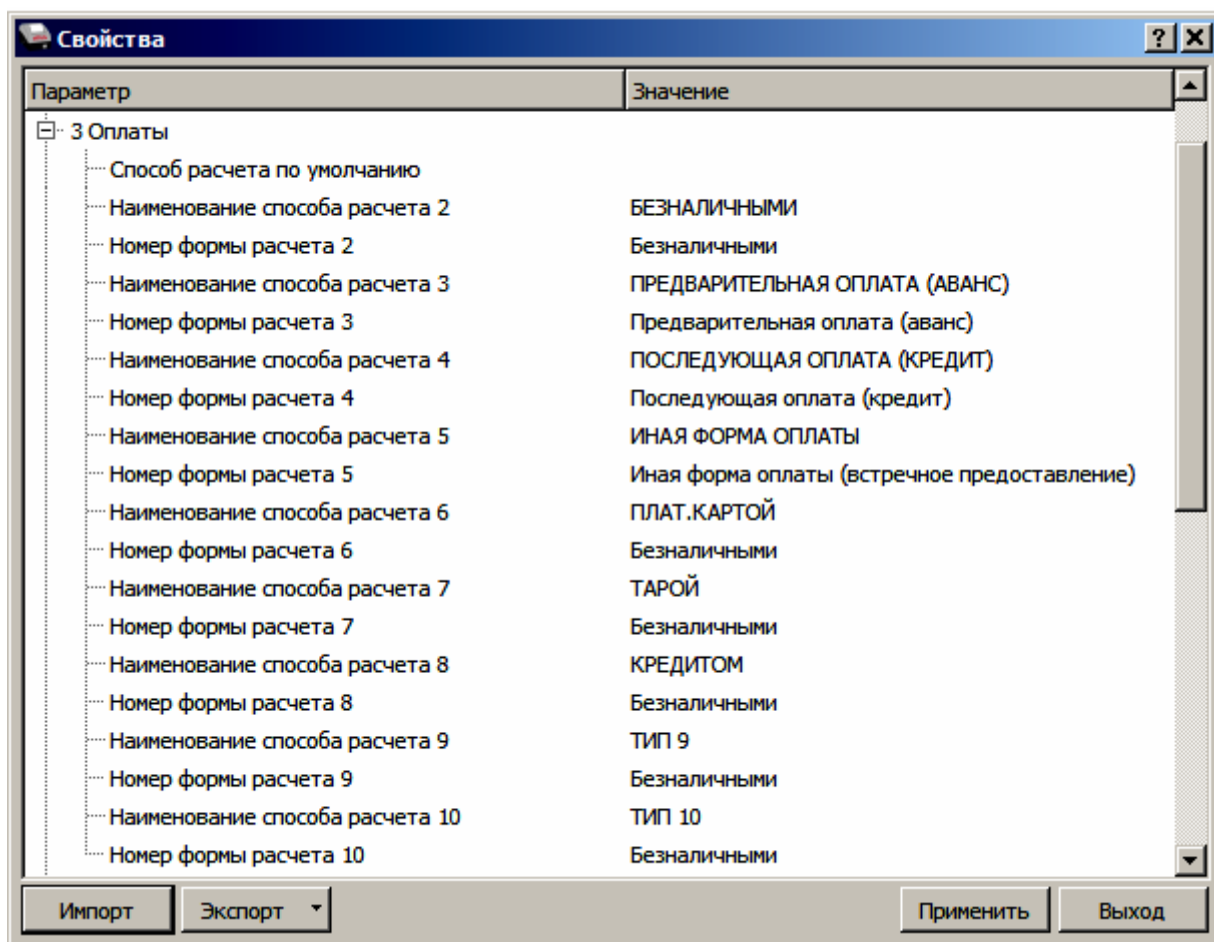 Свойства
Параметр Значение
3 Оплаты
Способ расчета по умолчанию
Наименование способа расчета 2 БЕЗНАЛИЧНЫМИ
Номер формы расчета 2 Безналичными
Наименование способа расчета 3 ПРЕДВАРИТЕЛЬНАЯ ОПЛАТА (АВАНС)
Номер формы расчета 3 Предварительная оплата (аванс)
Наименование способа расчета 4 ПОСЛЕДУЮЩАЯ ОПЛАТА (КРЕДИТ)
Номер формы расчета 4 Последующая оплата (кредит)
Наименование способа расчета 5 ИНАЯ ФОРМА ОПЛАТЫ
Номер формы расчета 5 Иная форма оплаты (встречное предоставление)
Наименование способа расчета 6 ПЛАТ.КАРТОЙ
Номер формы расчета 6 Безналичными
Наименование способа расчета 7 ТАРОЙ
Номер формы расчета 7 Безналичными
Наименование способа расчета 8 КРЕДИТОМ
Номер формы расчета 8 Безналичными
Наименование способа расчета 9 ТИП 9
Номер формы расчета 9 Безналичными
Наименование способа расчета 10 ТИП 10
Номер формы расчета 10 Безналичными
Импорт Экспорт Применить Выход